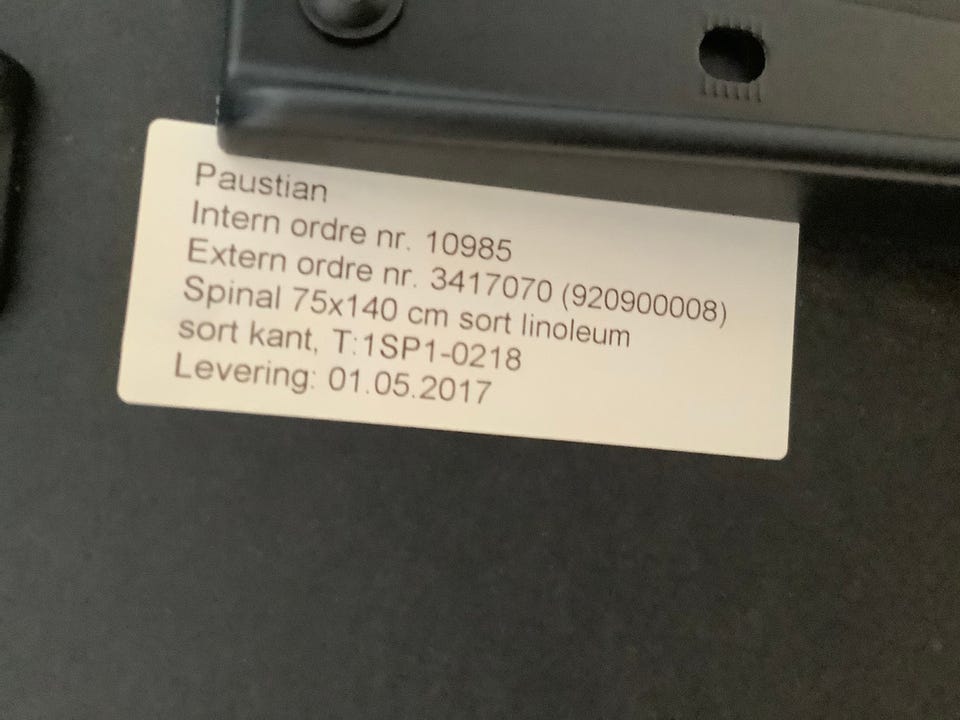 Paustian
Intern ordre nr. 10985
Extern ordre nr. 3417070 (920900008)
Spinal 75x140 cm sort linoleum
sort kant, T:1SP1-0218
Levering: 01.05.2017